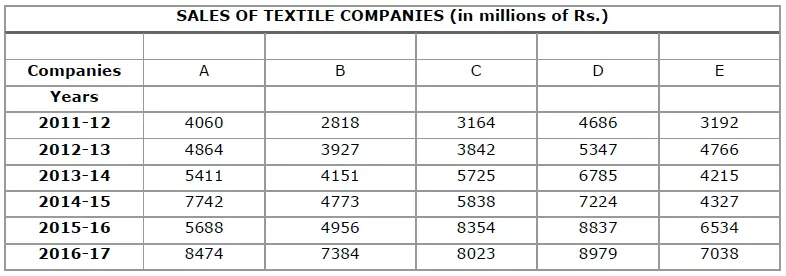 SALES OF TEXTILE COMPANIES (in millions of Rs.)
Companies A B C D E
Years
2011-12 4060 2818 3164 4686 3192
2012-13 4864 3927 3842 5347 4766
2013-14 5411 4151 5725 6785 4215
2014-15 7742 4773 5838 7224 4327
2015-16 5688 4956 8354 8837 6534
2016-17 8474 7384 8023 8979 7038